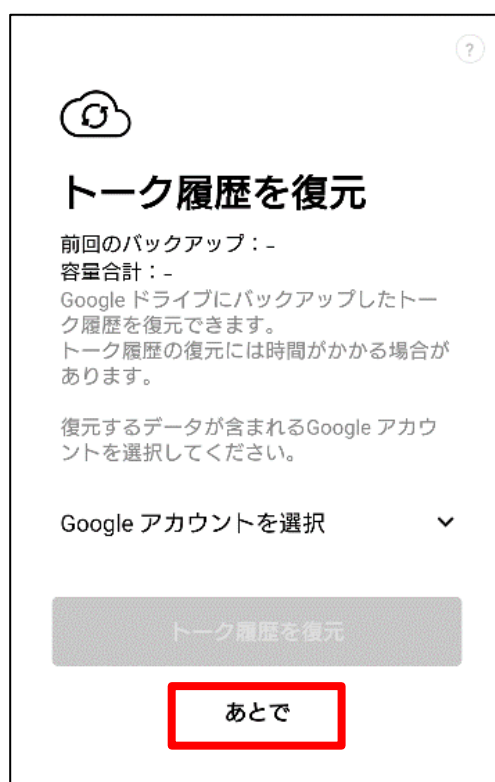 ?
トーク履歴を復元
前回のバックアップ：-
容量合計：-
Google ドライブにバックアップしたトー
ク履歴を復元できます。
トーク履歴の復元には時間がかかる場合が
あります。
復元するデータが含まれるGoogle アカウ
ントを選択してください。
Google アカウントを選択
トーク履歴を復元
あとで